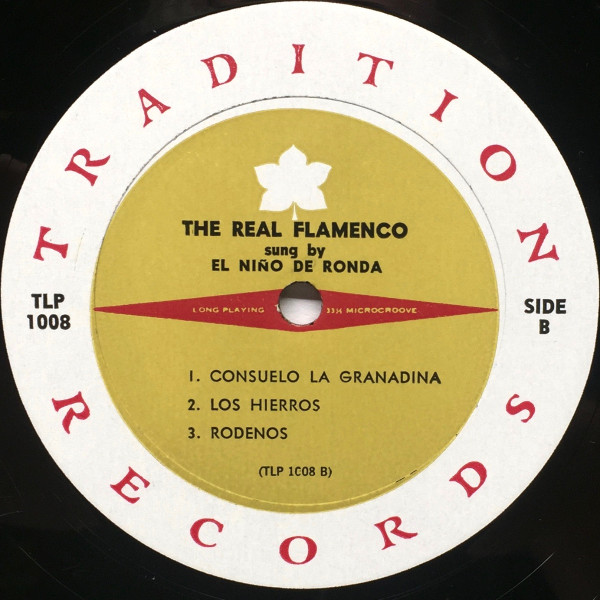 TRADITION
THE REAL FLAMENCO
sung by
EL NIÑO DE RONDA
TLP
1008
SIDE
B
LONG PLAYING 33⅓ MICROGROOVE
1. CONSUELO LA GRANADINA
2. LOS HIERROS
3. RODENOS
(TLP 1008 B)
RECORDS